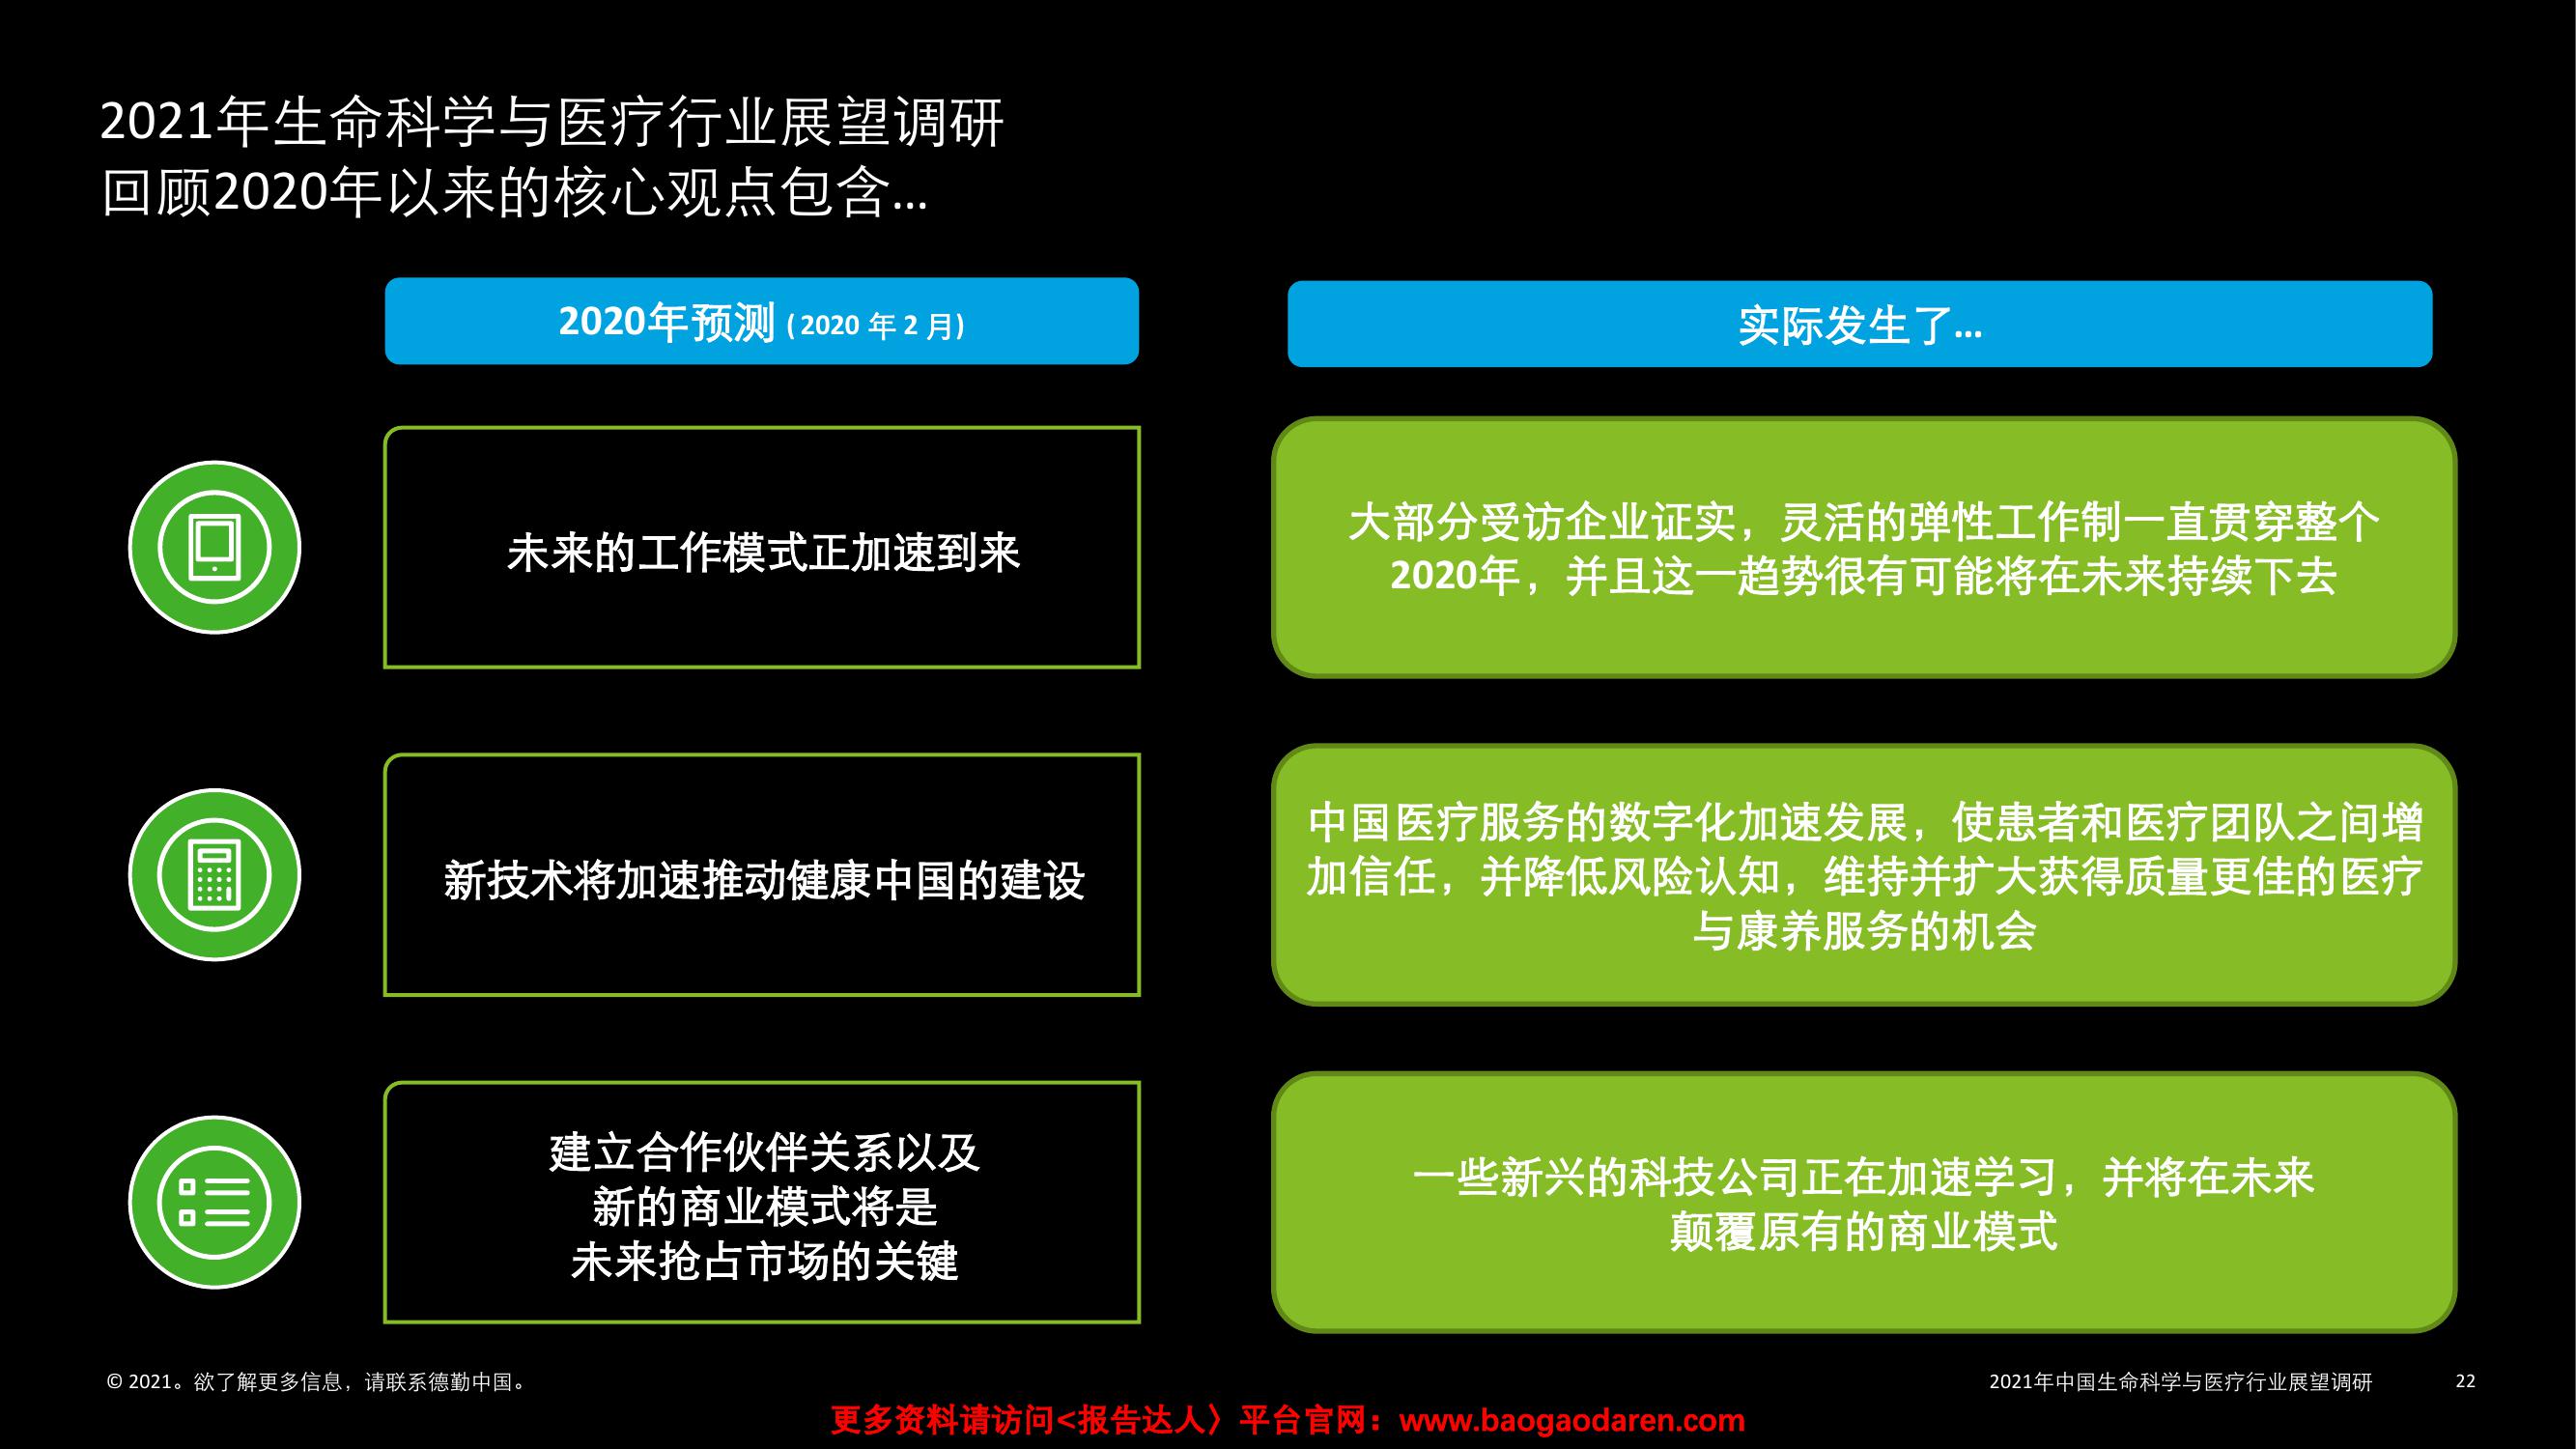 2021年生命科学与医疗行业展望调研
回顾2020年以来的核心观点包含...
2020年预测 ( 2020 年 2 月)
实际发生了...
未来的工作模式正加速到来
大部分受访企业证实，灵活的弹性工作制一直贯穿整个
2020年，并且这一趋势很有可能将在未来持续下去
新技术将加速推动健康中国的建设
中国医疗服务的数字化加速发展，使患者和医疗团队之间增
加信任，并降低风险认知，维持并扩大获得质量更佳的医疗
与康养服务的机会
建立合作伙伴关系以及
新的商业模式将是
未来抢占市场的关键
一些新兴的科技公司正在加速学习，并将在未来
颠覆原有的商业模式
© 2021。欲了解更多信息，请联系德勤中国。
2021年中国生命科学与医疗行业展望调研 22
更多资料请访问<报告达人〉平台官网：www.baogaodaren.com